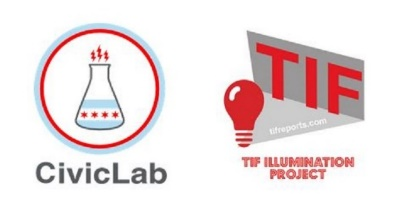 CivicLab
TIF
tifreports.com
TIF ILLUMINATION
PROJECT